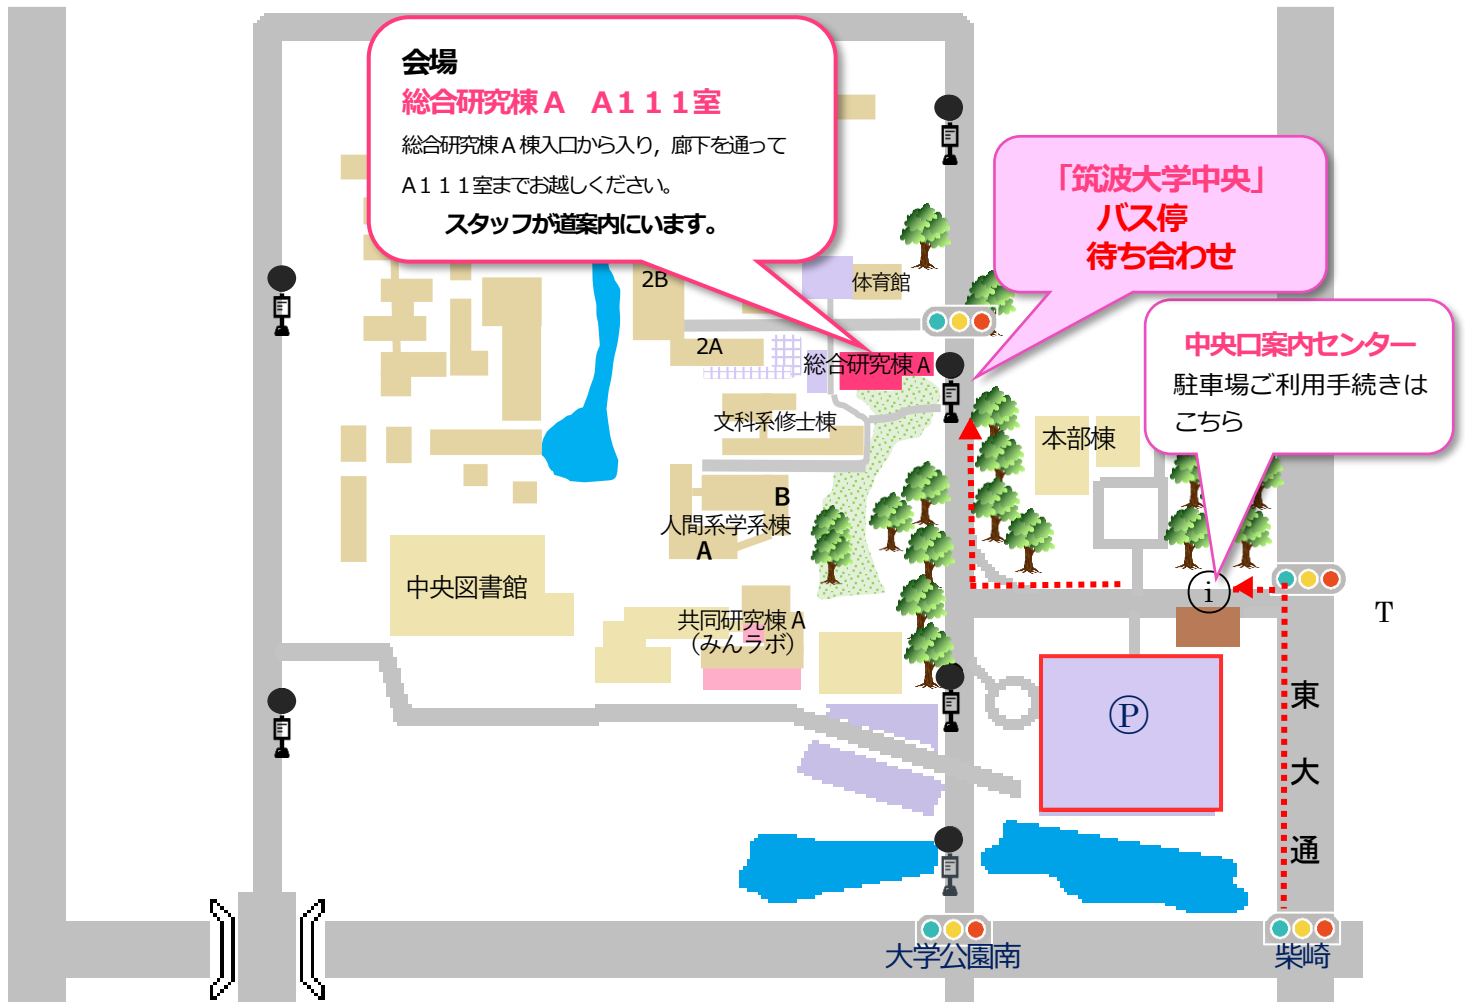 会場
総合研究棟A　A111室
総合研究棟A棟入口から入り，廊下を通って
A111室までお越しください。
スタッフが道案内にいます。
「筑波大学中央」
バス停
待ち合わせ
中央口案内センター
駐車場ご利用手続きは
こちら
2B
体育館
2A
総合研究棟A
文科系修士棟
本部棟
B
人間系学系棟
A
中央図書館
共同研究棟A
（みんラボ）
i
T
Ⓟ
東
大
通
大学公園南
柴崎